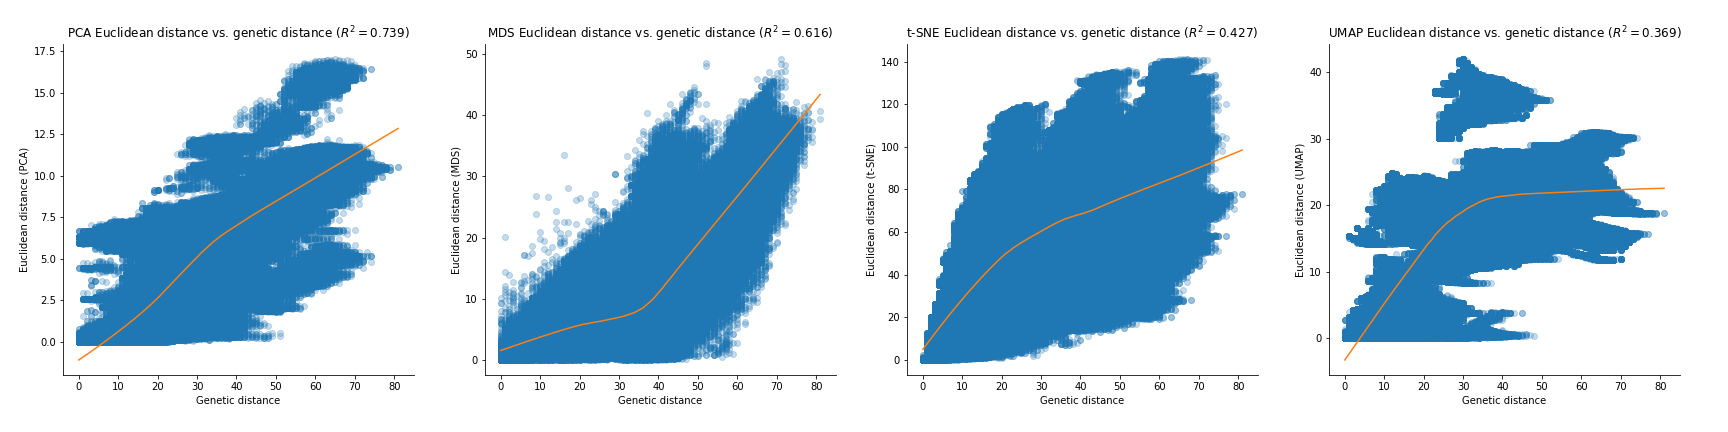 PCA Euclidean distance vs. genetic distance (R² = 0.739)
17.5
15.0
12.5
10.0
7.5
5.0
2.5
0.0
Euclidean distance (PCA)
0 10 20 30 40 50 60 70 80
Genetic distance
MDS Euclidean distance vs. genetic distance (R² = 0.616)
50
40
30
20
10
0
Euclidean distance (MDS)
0 10 20 30 40 50 60 70 80
Genetic distance
t-SNE Euclidean distance vs. genetic distance (R² = 0.427)
140
120
100
80
60
40
20
0
Euclidean distance (t-SNE)
0 10 20 30 40 50 60 70 80
Genetic distance
UMAP Euclidean distance vs. genetic distance (R² = 0.369)
40
30
20
10
0
Euclidean distance (UMAP)
0 10 20 30 40 50 60 70 80
Genetic distance